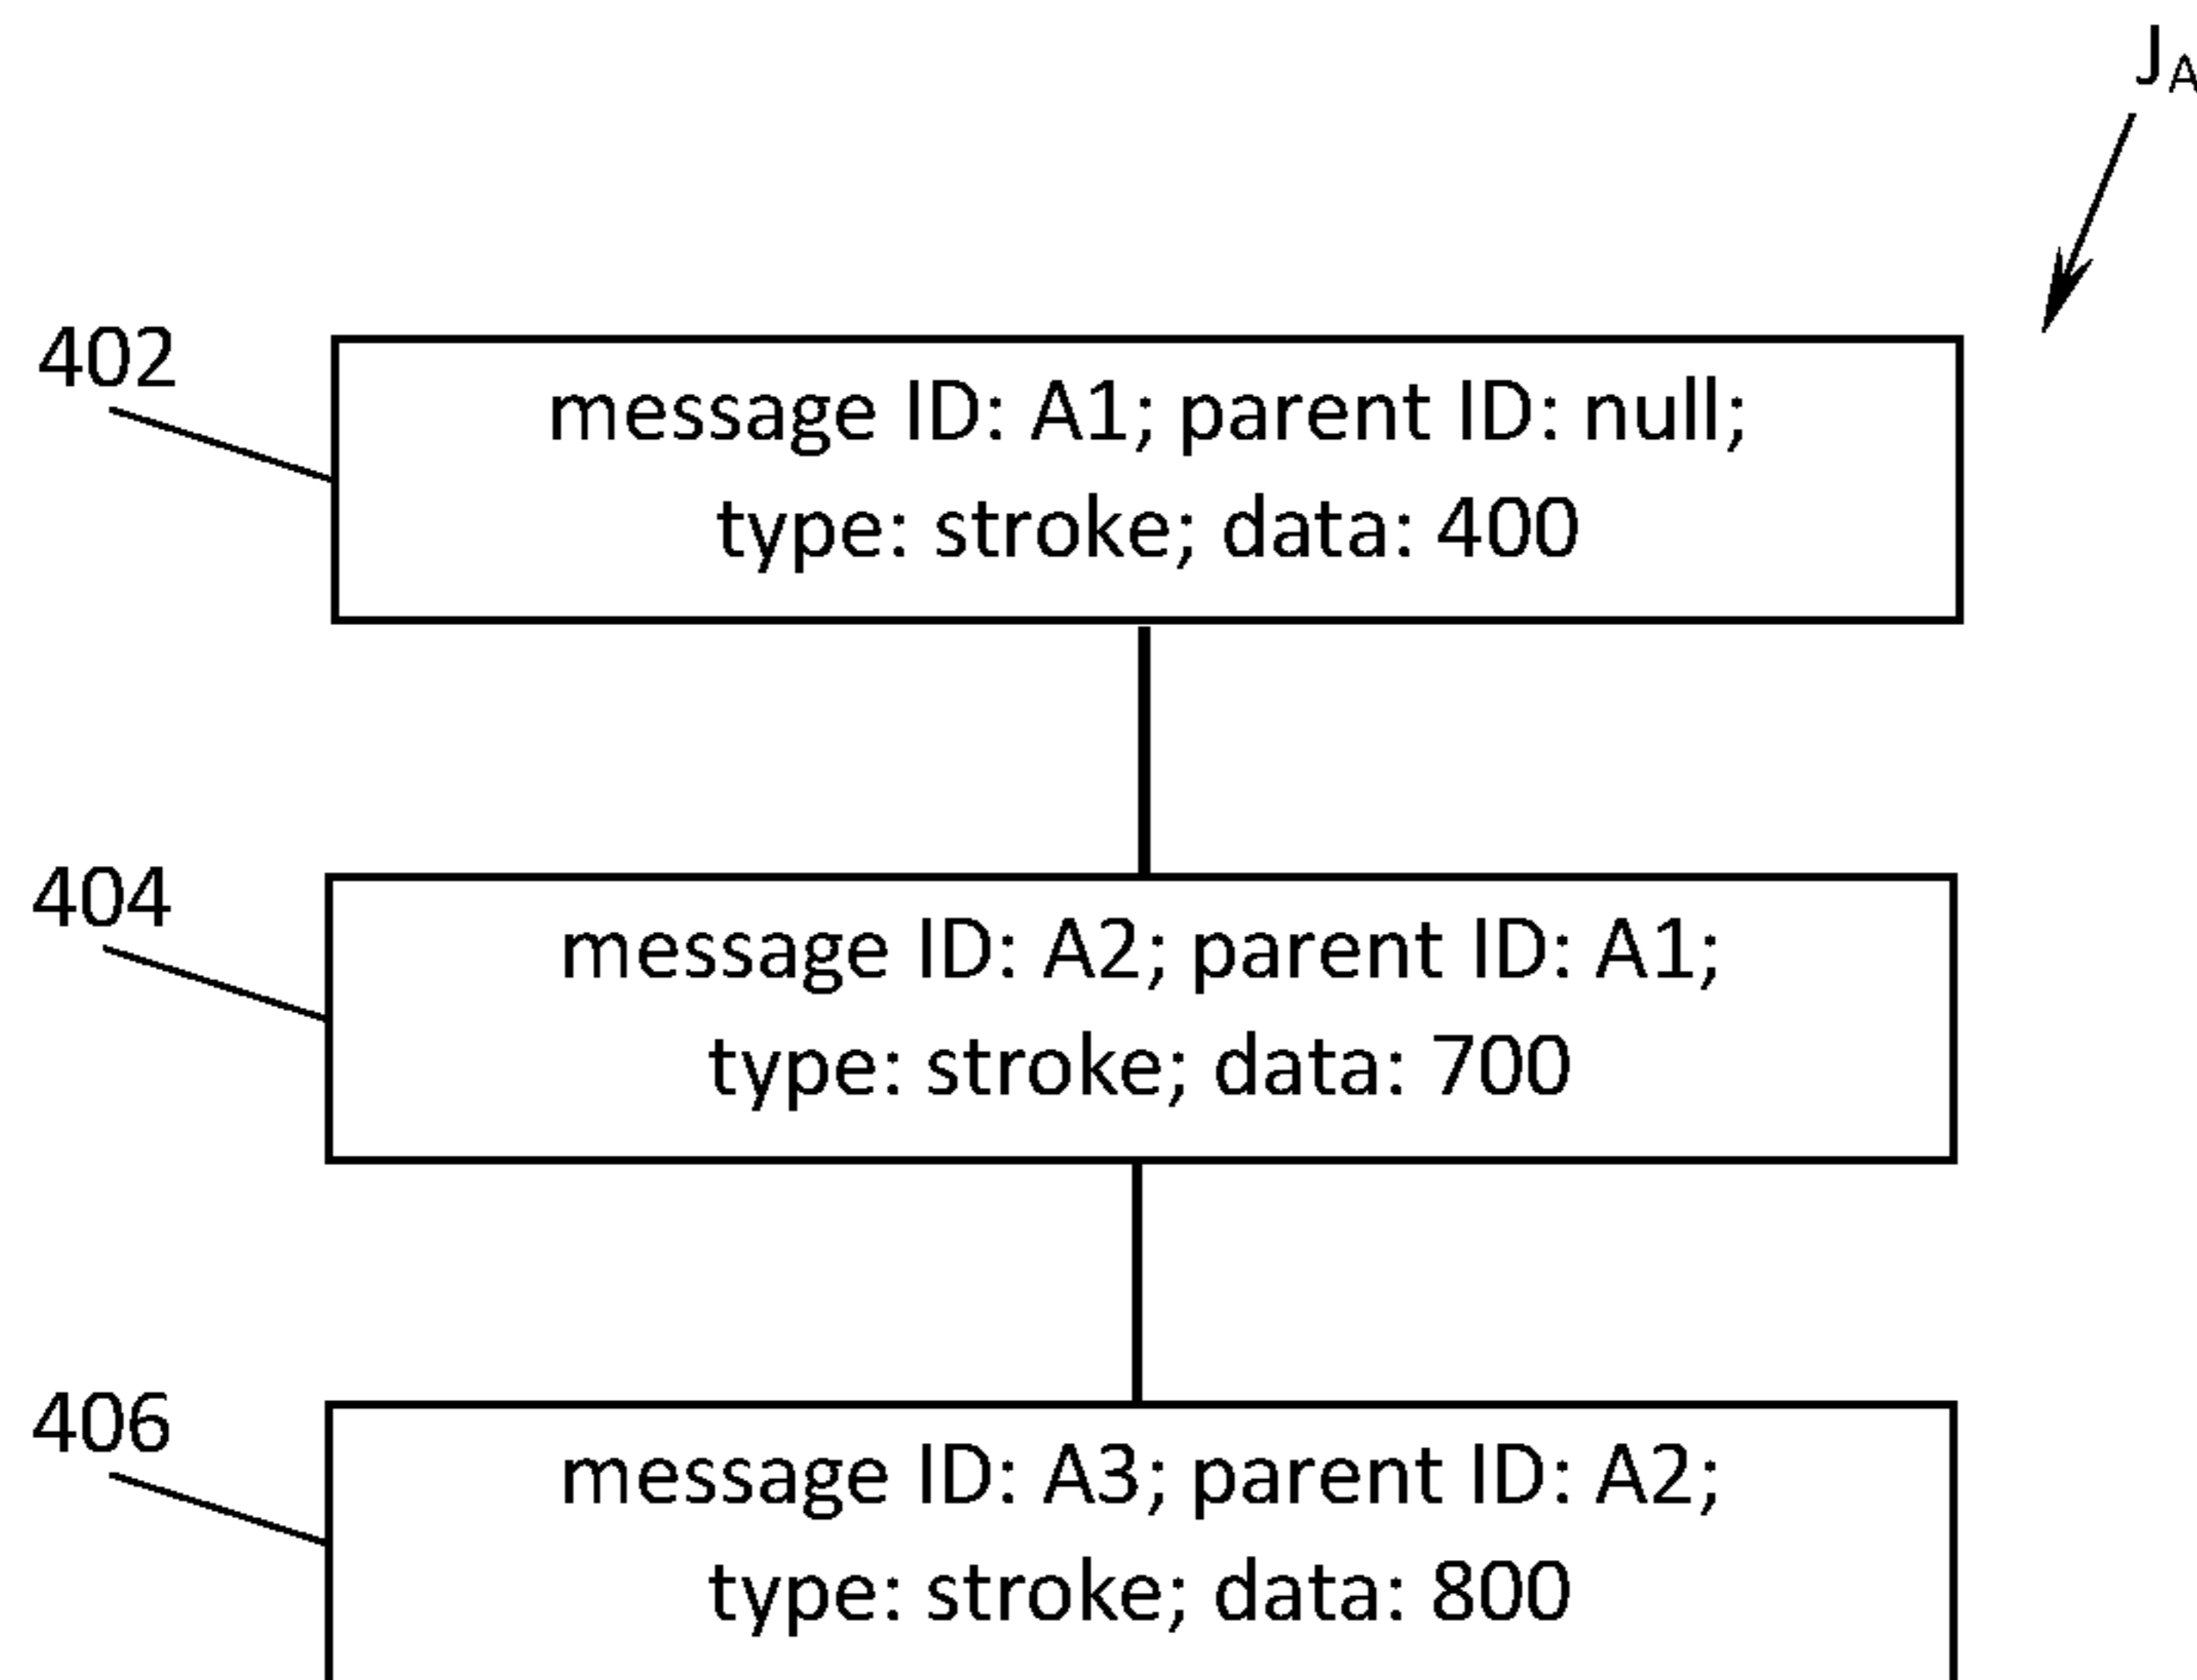 J_A
402
message ID: A1; parent ID: null;
type: stroke; data: 400
404
message ID: A2; parent ID: A1;
type: stroke; data: 700
406
message ID: A3; parent ID: A2;
type: stroke; data: 800